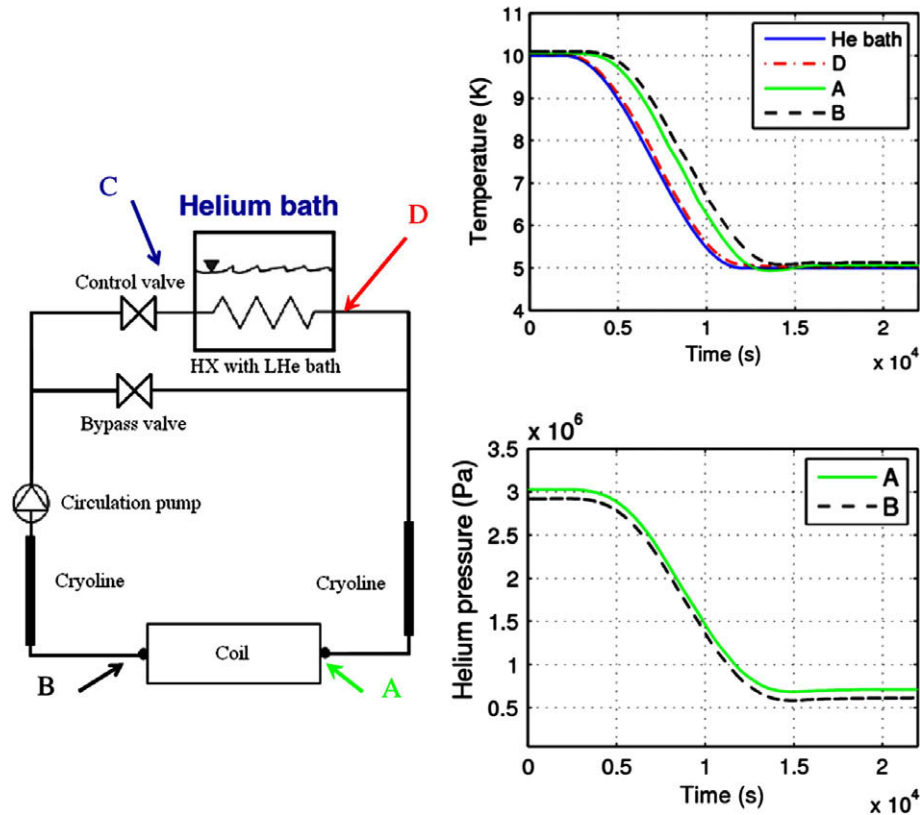 C
Helium bath
D
Control valve
HX with LHe bath
Bypass valve
Circulation pump
Cryoline
Cryoline
Coil
B
A
11
10
9
8
7
6
5
4
Temperature (K)
He bath
D
A
B
0 0.5 1 1.5 2
Time (s)
x 10^4
x 10^6
3.5
3
2.5
2
1.5
1
0.5
Helium pressure (Pa)
A
B
0 0.5 1 1.5 2
Time (s)
x 10^4